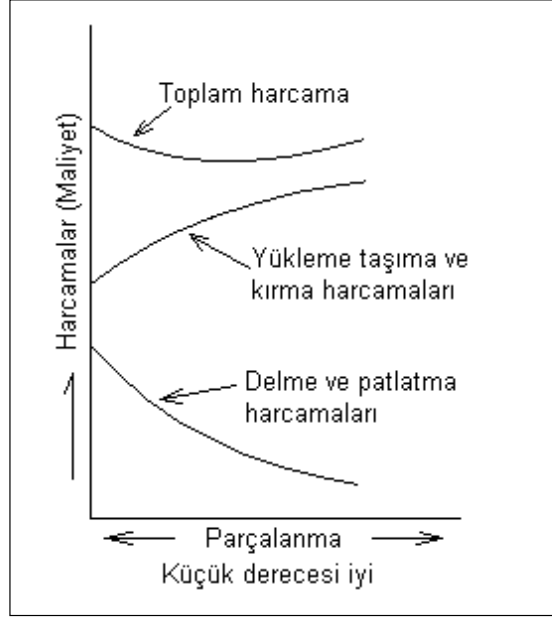 Toplam harcama
Harcamalar (Maliyet)
Yükleme taşıma ve
kırma harcamaları
Delme ve patlatma
harcamaları
Parçalanma
Küçük derecesi iyi